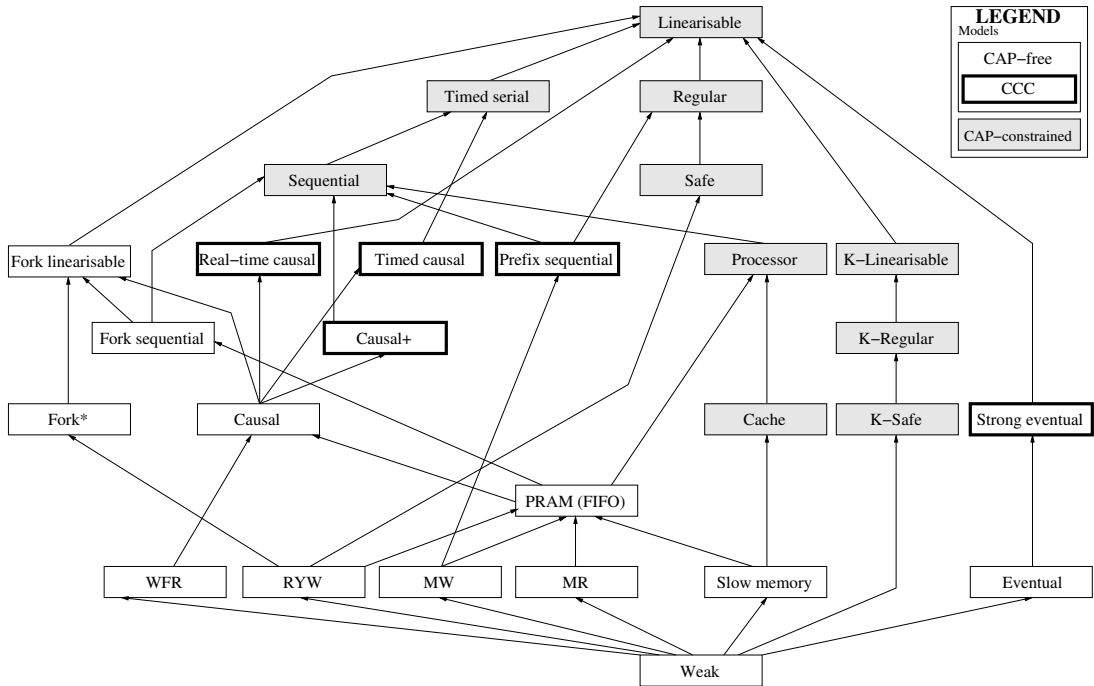 Linearisable
LEGEND
Models
CAP−free
CCC
CAP−constrained
Timed serial
Regular
Sequential
Safe
Fork linearisable
Real−time causal
Timed causal
Prefix sequential
Processor
K−Linearisable
Fork sequential
Causal+
K−Regular
Fork*
Causal
Cache
K−Safe
Strong eventual
PRAM (FIFO)
WFR
RYW
MW
MR
Slow memory
Eventual
Weak